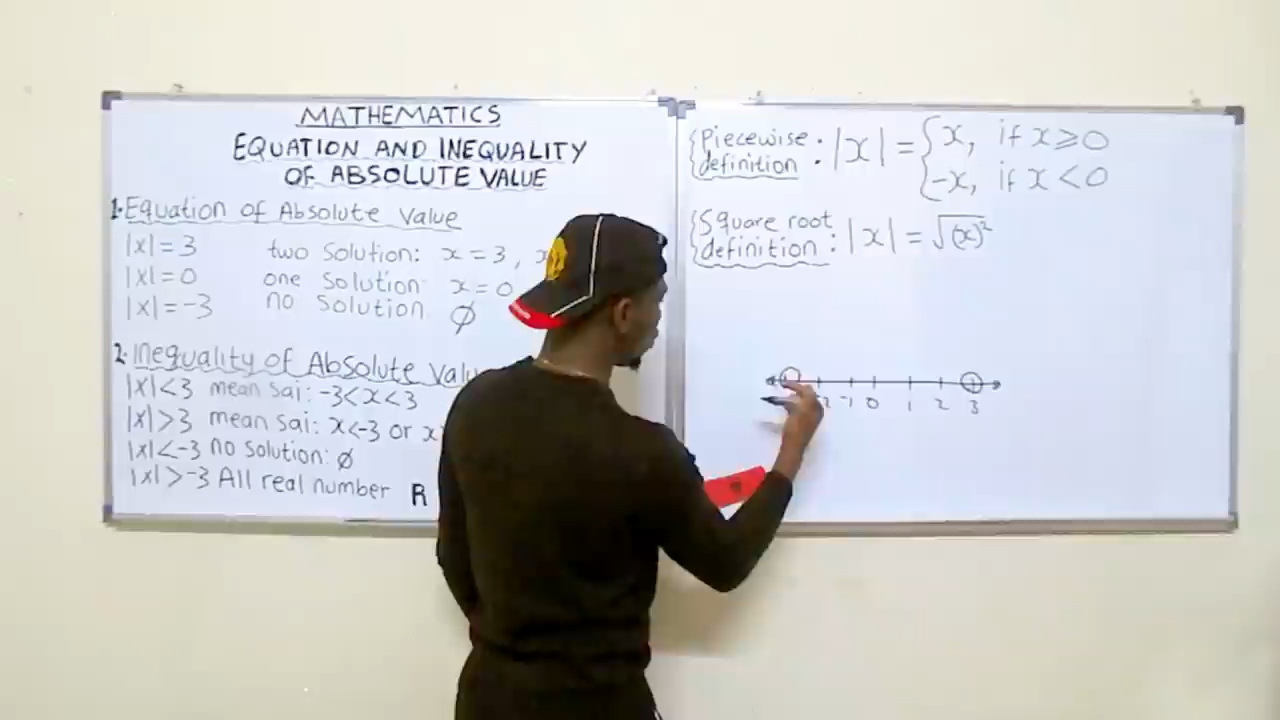 MATHEMATICS
EQUATION AND INEQUALITY
OF ABSOLUTE VALUE
1. Equation of Absolute Value
|x| = 3 two solution: x = 3, x
|x| = 0 one solution x = 0
|x| = -3 no solution ∅
2. Inequality of Absolute Valu
|x| < 3 mean sai: -3 < x < 3
|x| > 3 mean sai: x < -3 or x
|x| < -3 no solution: ∅
|x| > -3 All real number R
Piecewise definition : |x| = { x, if x ≥ 0
-x, if x < 0
Square root definition : |x| = √(x)²
-2 -1 0 1 2 3